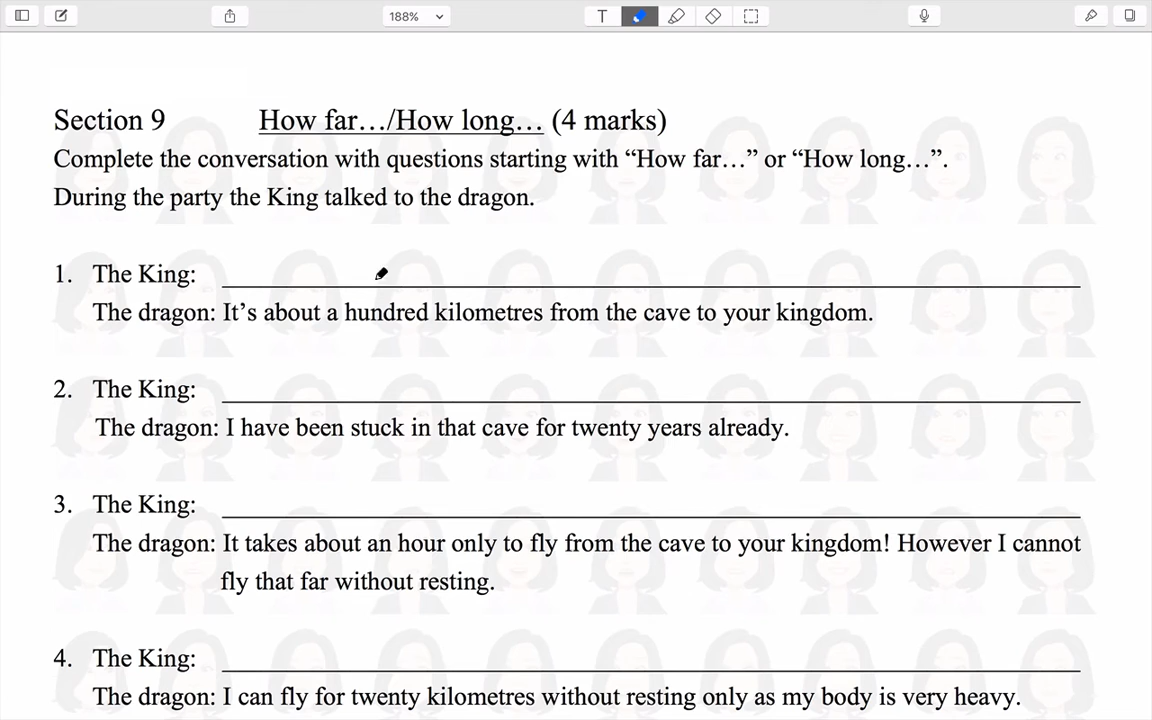 188%
T
Section 9 How far…/How long… (4 marks)
Complete the conversation with questions starting with “How far…” or “How long…”.
During the party the King talked to the dragon.
1. The King:
The dragon: It’s about a hundred kilometres from the cave to your kingdom.
2. The King:
The dragon: I have been stuck in that cave for twenty years already.
3. The King:
The dragon: It takes about an hour only to fly from the cave to your kingdom! However I cannot
fly that far without resting.
4. The King:
The dragon: I can fly for twenty kilometres without resting only as my body is very heavy.